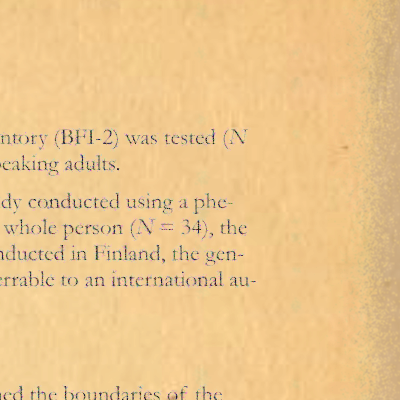 ntory (BFI-2) was tested (N
peaking adults.
dy conducted using a phe-
whole person (N = 34), the
nducted in Finland, the gen-
errable to an international au-
ned the boundaries of the